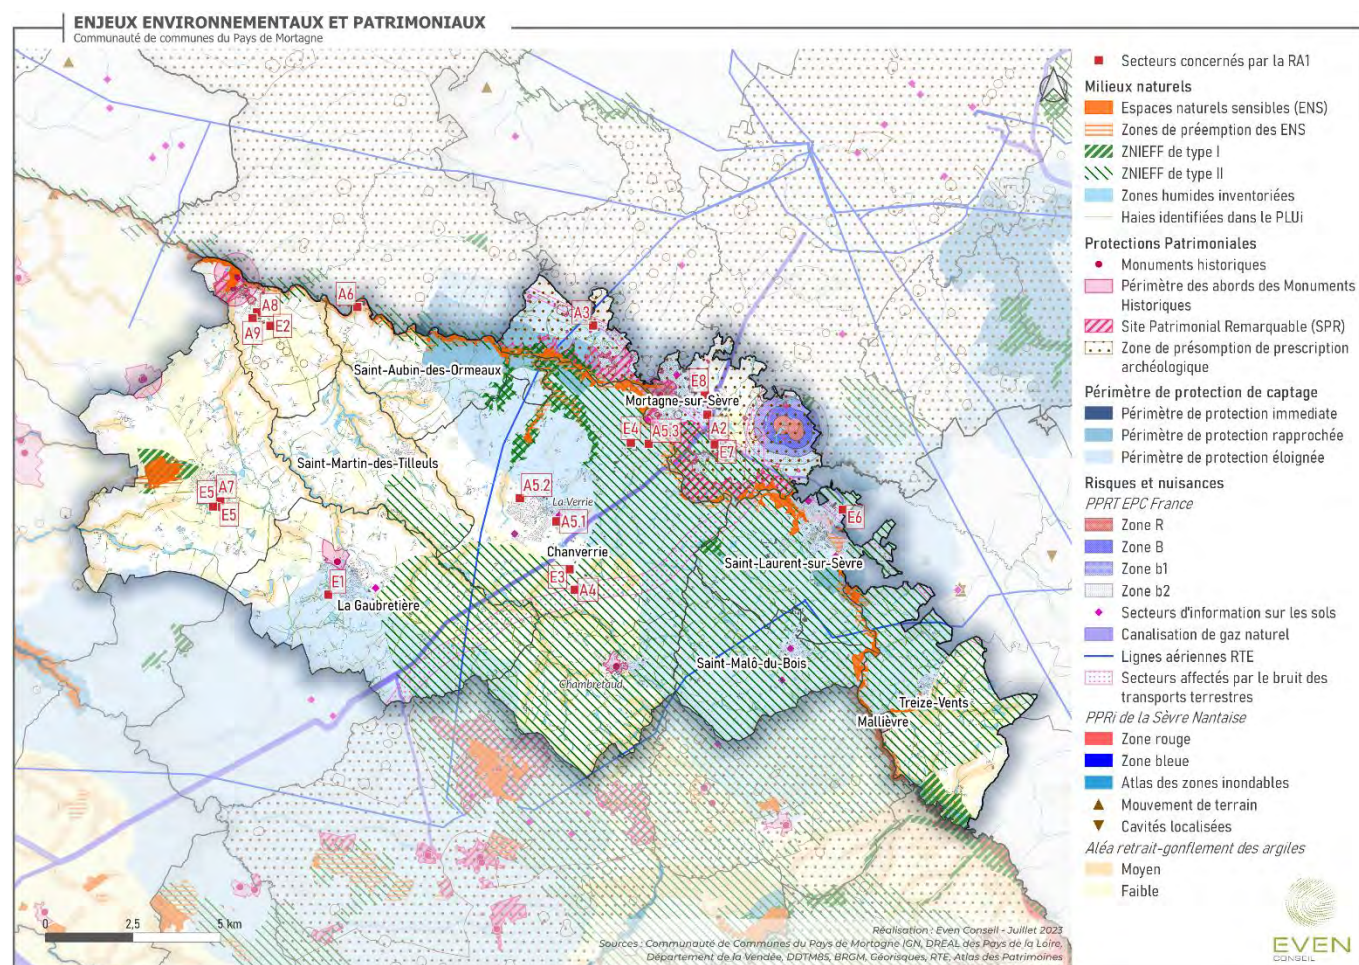 ENJEUX ENVIRONNEMENTAUX ET PATRIMONIAUX
Communauté de communes du Pays de Mortagne
A6
A8
A9
E2
A3
Saint-Aubin-des-Ormeaux
E8
Mortagne-sur-Sèvre
E4
A5.3
A2
E7
Saint-Martin-des-Tilleuls
E5
A7
E5
A5.2
La Verrie
A5.1
E6
Chanverrie
Saint-Laurent-sur-Sèvre
E3
A4
E1
La Gaubretière
Saint-Malô-du-Bois
Chambretaud
Treize-Vents
Mallièvre
0
2,5
5 km
Réalisation : Even Conseil - Juillet 2023
Sources : Communauté de Communes du Pays de Mortagne IGN, DREAL des Pays de la Loire,
Département de la Vendée, DDTM85, BRGM, Géorisques, RTE, Atlas des Patrimoines
Secteurs concernés par la RA1
Milieux naturels
Espaces naturels sensibles (ENS)
Zones de préemption des ENS
ZNIEFF de type I
ZNIEFF de type II
Zones humides inventoriées
Haies identifiées dans le PLUi
Protections Patrimoniales
Monuments historiques
Périmètre des abords des Monuments
Historiques
Site Patrimonial Remarquable (SPR)
Zone de présomption de prescription
archéologique
Périmètre de protection de captage
Périmètre de protection immediate
Périmètre de protection rapprochée
Périmètre de protection éloignée
Risques et nuisances
PPRT EPC France
Zone R
Zone B
Zone b1
Zone b2
Secteurs d'information sur les sols
Canalisation de gaz naturel
Lignes aériennes RTE
Secteurs affectés par le bruit des
transports terrestres
PPRi de la Sèvre Nantaise
Zone rouge
Zone bleue
Atlas des zones inondables
Mouvement de terrain
Cavités localisées
Aléa retrait-gonflement des argiles
Moyen
Faible
EVEN
CONSEIL